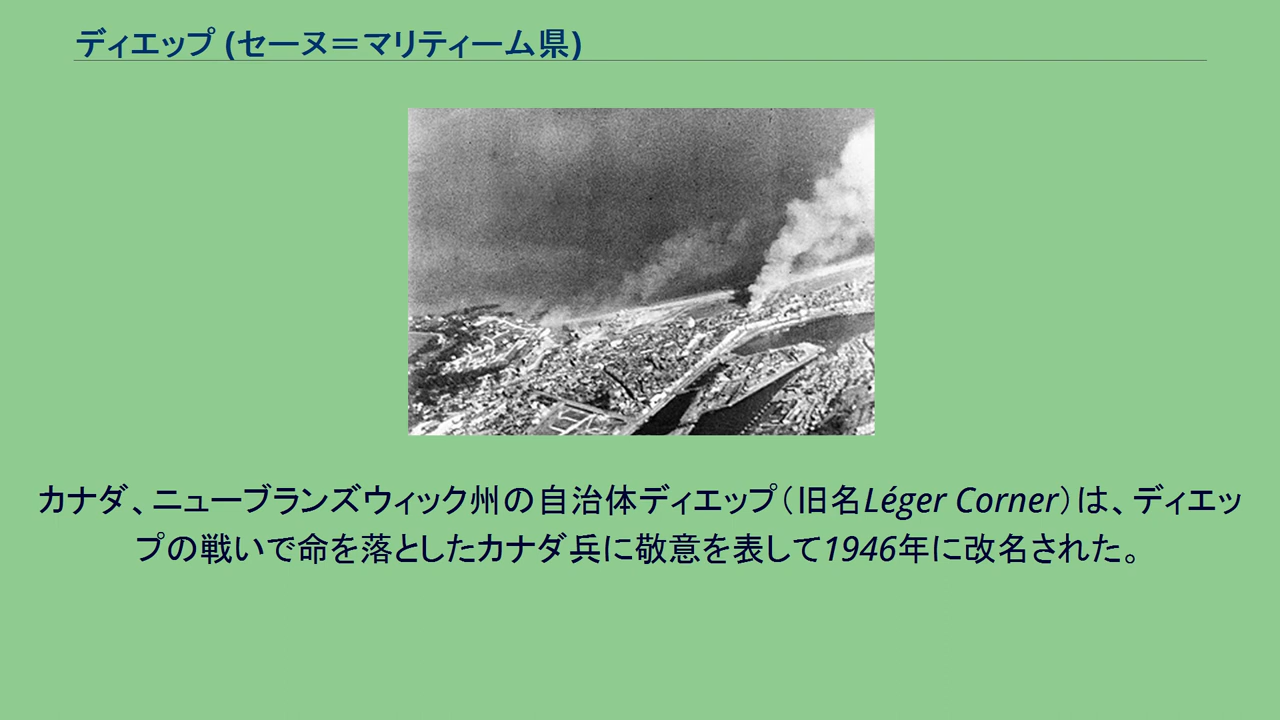 ディエップ (セーヌ＝マリティーム県)
カナダ、ニューブランズウィック州の自治体ディエップ（旧名Léger Corner）は、ディエッ
プの戦いで命を落としたカナダ兵に敬意を表して1946年に改名された。